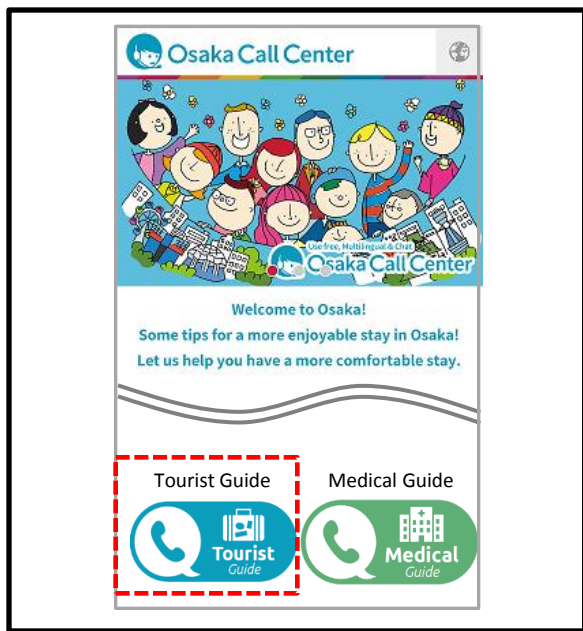 Osaka Call Center
Use free, Multilingual & Chat
Osaka Call Center
Welcome to Osaka!
Some tips for a more enjoyable stay in Osaka!
Let us help you have a more comfortable stay.
Tourist Guide
Medical Guide
Tourist
Guide
Medical
Guide